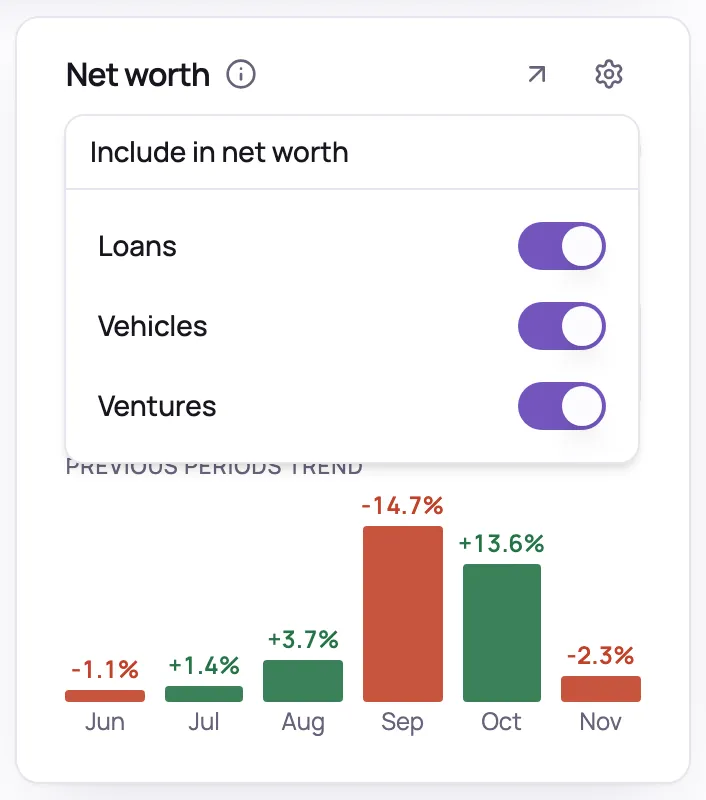 Net worth
Include in net worth
Loans
Vehicles
Ventures
PREVIOUS PERIODS TREND
-14.7%
+13.6%
+3.7%
-2.3%
-1.1%
+1.4%
Jun Jul Aug Sep Oct Nov